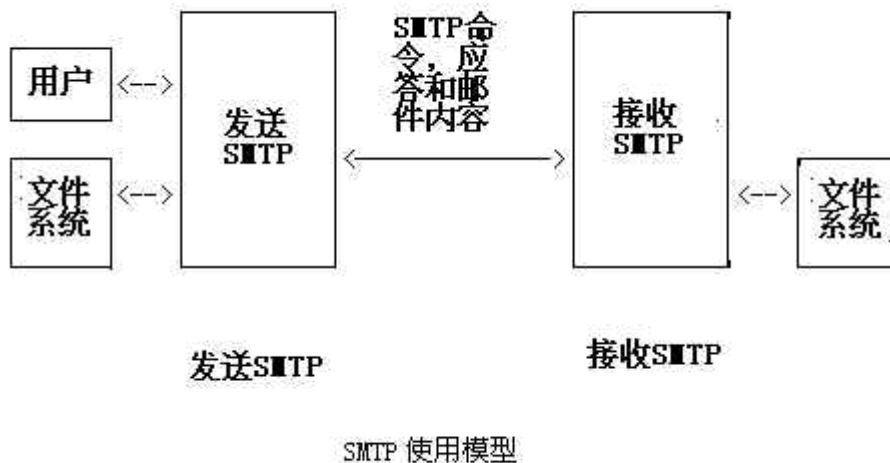 用户
文件
系统
发送
SMTP
SMTP命
令，应
答和邮
件内容
接收
SMTP
文件
系统
发送SMTP
接收SMTP
SMTP 使用模型